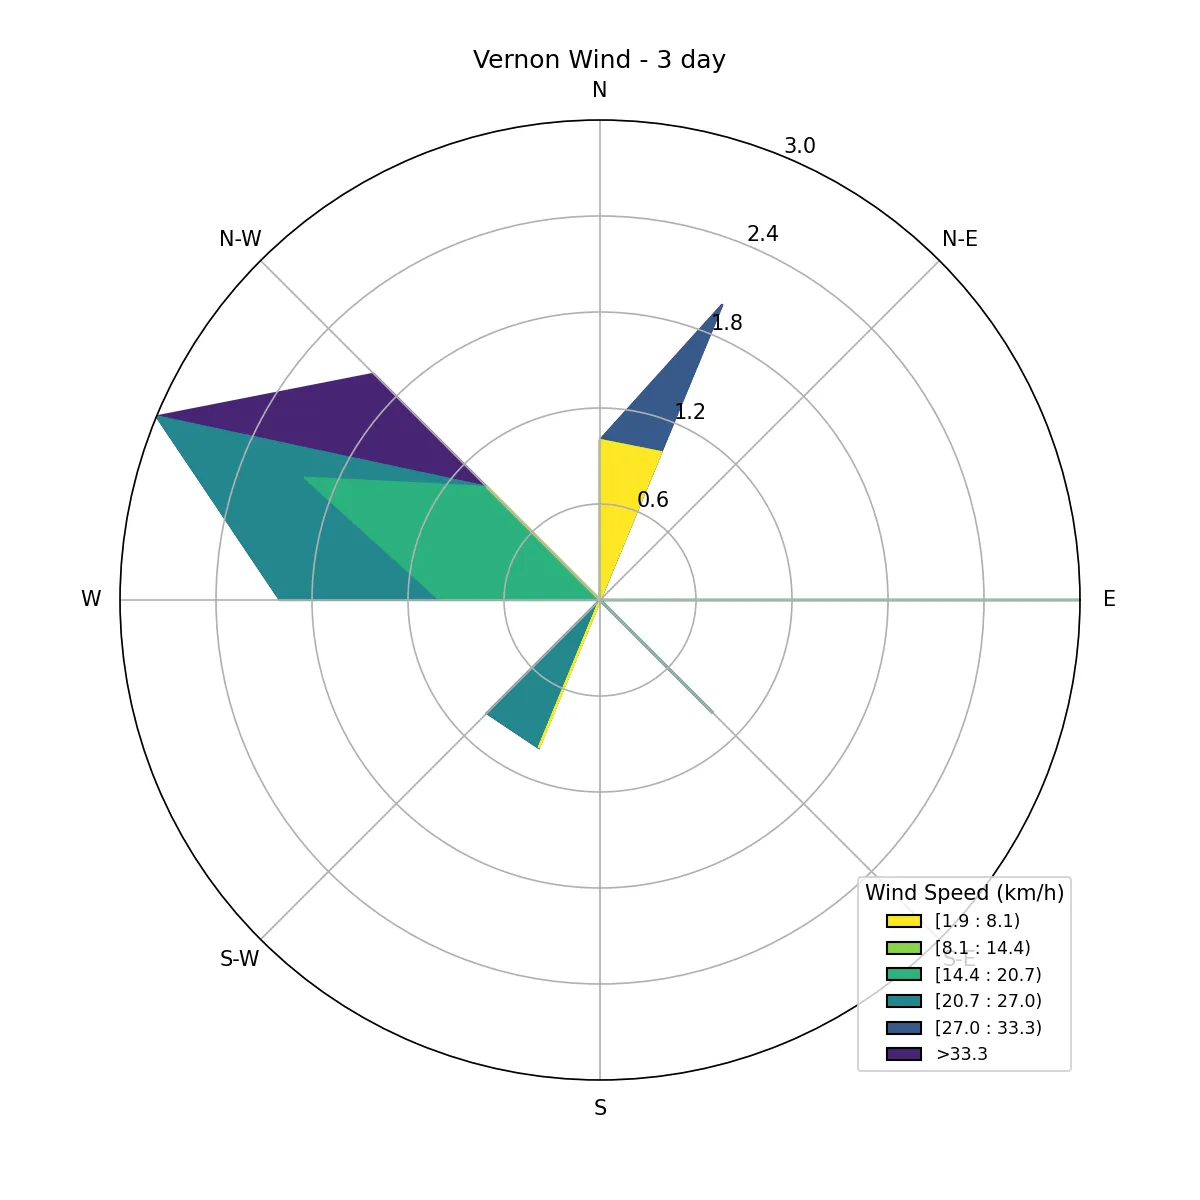 Vernon Wind - 3 day
N
3.0
2.4
N-W
N-E
1.8
1.2
0.6
W
E
Wind Speed (km/h)
[1.9 : 8.1)
[8.1 : 14.4)
S-W
S-E
[14.4 : 20.7)
[20.7 : 27.0)
[27.0 : 33.3)
>33.3
S